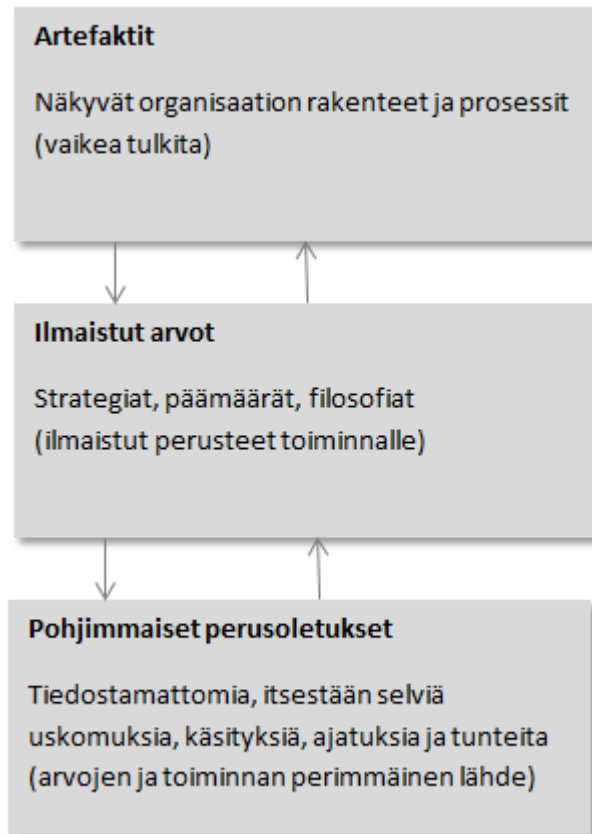 Artefaktit
Näkyvät organisaation rakenteet ja prosessit
(vaikea tulkita)
Ilmaistut arvot
Strategiat, päämäärät, filosofiat
(ilmaistut perusteet toiminnalle)
Pohjimmaiset perusoletukset
Tiedostamattomia, itsestään selviä
uskomuksia, käsityksiä, ajatuksia ja tunteita
(arvojen ja toiminnan perimmäinen lähde)